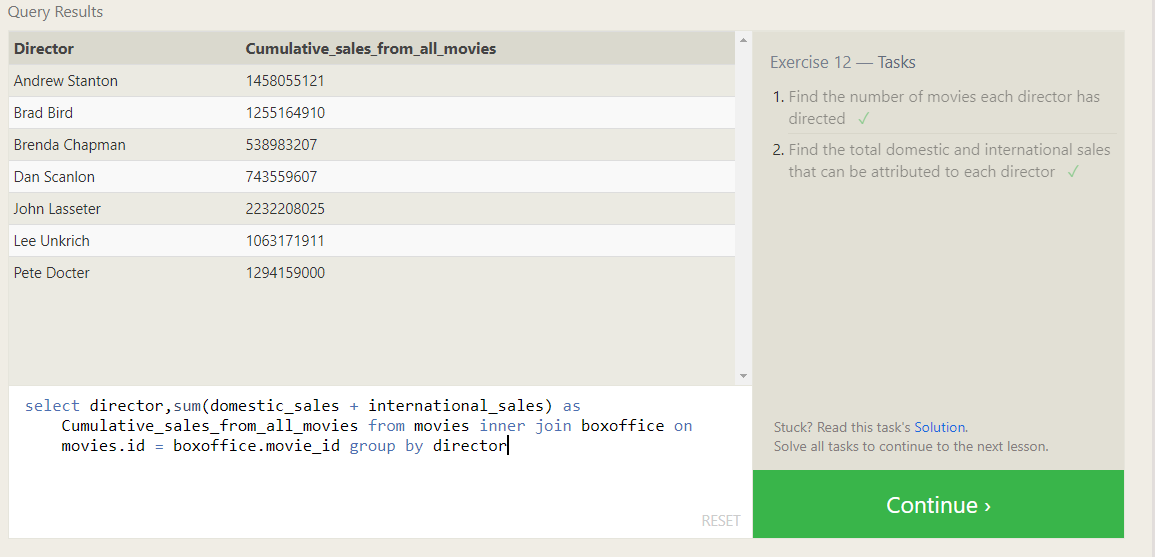 Query Results
Director Cumulative_sales_from_all_movies
Andrew Stanton 1458055121
Brad Bird 1255164910
Brenda Chapman 538983207
Dan Scanlon 743559607
John Lasseter 2232208025
Lee Unkrich 1063171911
Pete Docter 1294159000
select director,sum(domestic_sales + international_sales) as
Cumulative_sales_from_all_movies from movies inner join boxoffice on
movies.id = boxoffice.movie_id group by director
RESET
Exercise 12 — Tasks
1. Find the number of movies each director has
directed ✓
2. Find the total domestic and international sales
that can be attributed to each director ✓
Stuck? Read this task's Solution.
Solve all tasks to continue to the next lesson.
Continue ›